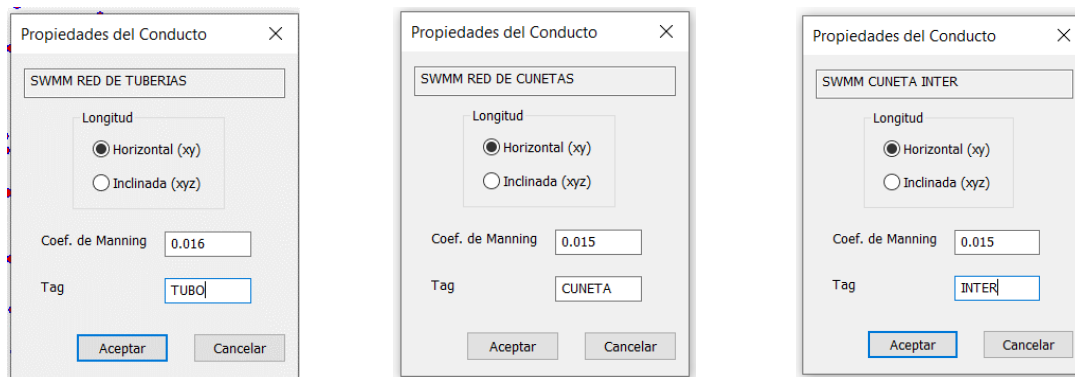 Propiedades del Conducto
SWMM RED DE TUBERIAS
Longitud
Horizontal (xy)
Inclinada (xyz)
Coef. de Manning 0.016
Tag TUBO
Aceptar Cancelar
Propiedades del Conducto
SWMM RED DE CUNETAS
Longitud
Horizontal (xy)
Inclinada (xyz)
Coef. de Manning 0.015
Tag CUNETA
Aceptar Cancelar
Propiedades del Conducto
SWMM CUNETA INTER
Longitud
Horizontal (xy)
Inclinada (xyz)
Coef. de Manning 0.015
Tag INTER
Aceptar Cancelar